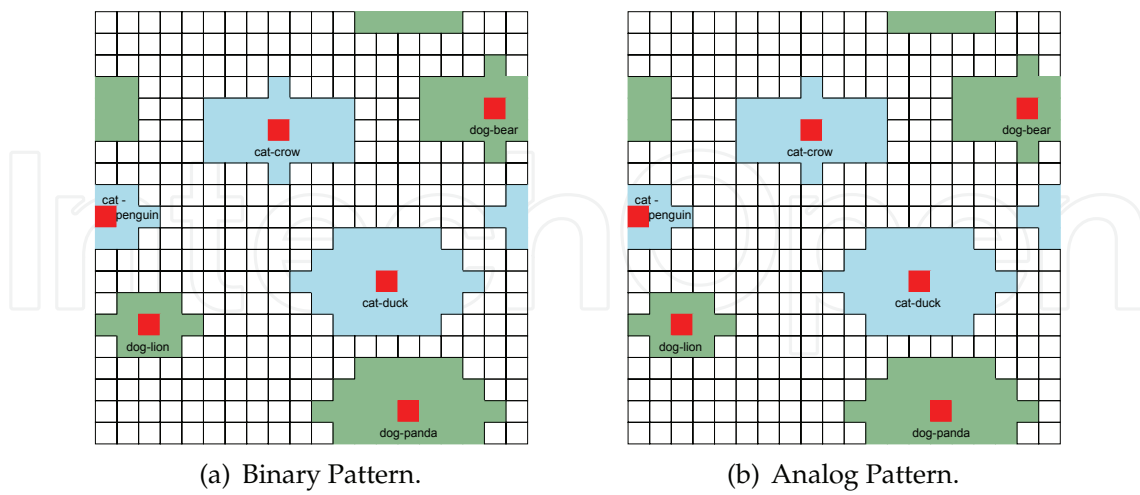 dog-bear
cat-crow
cat -
penguin
cat-duck
dog-lion
dog-panda
(a) Binary Pattern.
dog-bear
cat-crow
cat -
penguin
cat-duck
dog-lion
dog-panda
(b) Analog Pattern.
IntechOpen